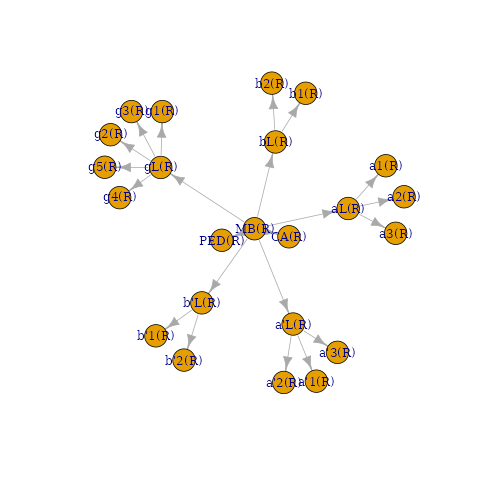 b2(R)
b1(R)
g3(R)
g1(R)
g2(R)
bL(R)
g5(R)
gL(R)
a1(R)
g4(R)
a2(R)
aL(R)
MB(R)
a3(R)
PED(R)
CA(R)
b'L(R)
a'L(R)
b'1(R)
a'3(R)
b'2(R)
a'2(R)
a'1(R)